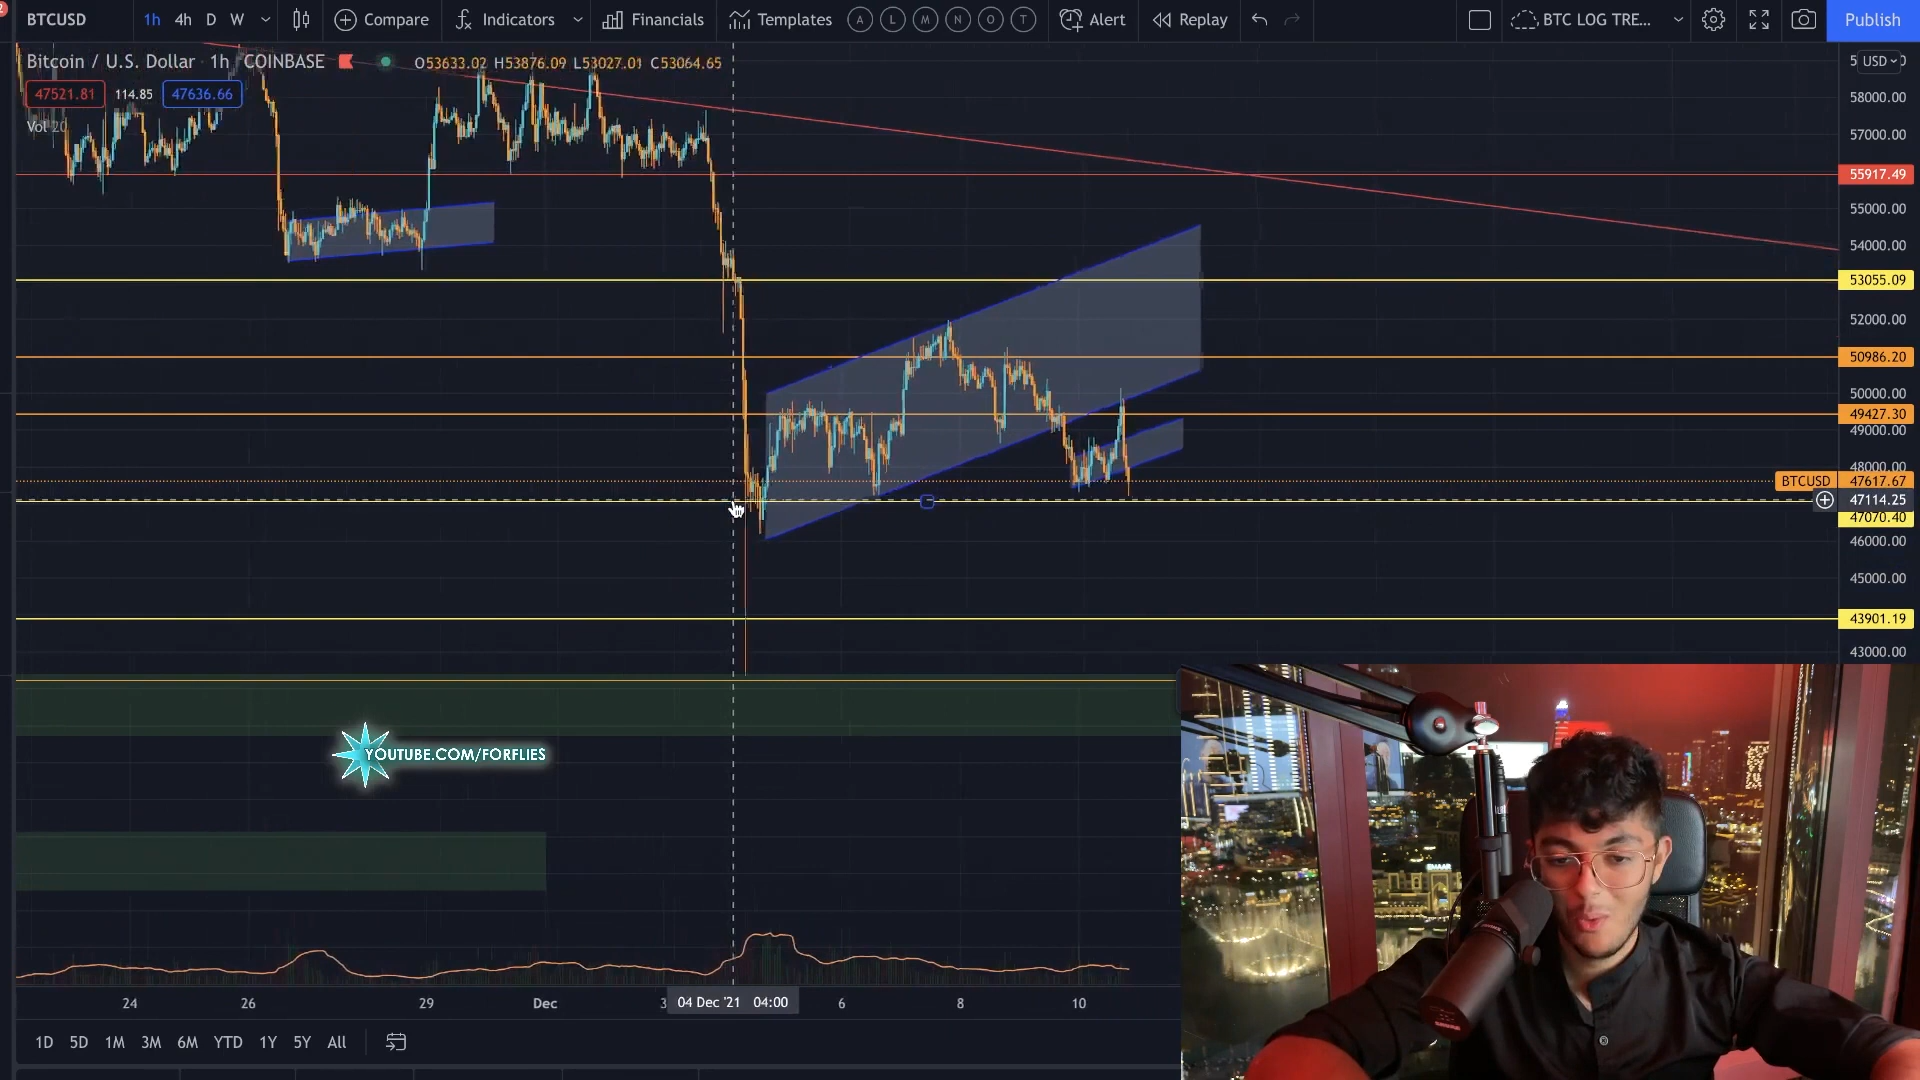 BTCUSD 1h 4h D W Compare Indicators Financials Templates A L M N O T Alert Replay BTC LOG TRE... Publish
Bitcoin / U.S. Dollar · 1h · COINBASE O53633.02 H53876.09 L53027.01 C53064.65
USD
47521.81 114.85 47636.66
Vol 20
58000.00
57000.00
55917.49
55000.00
54000.00
53055.09
52000.00
50986.20
50000.00
49427.30
49000.00
48000.00
BTCUSD 47617.67
47114.25
47070.40
46000.00
45000.00
43901.19
43000.00
YOUTUBE.COM/FORFLIES
EMAAR
24 26 29 Dec 3 04 Dec '21 04:00 6 8 10
1D 5D 1M 3M 6M YTD 1Y 5Y All